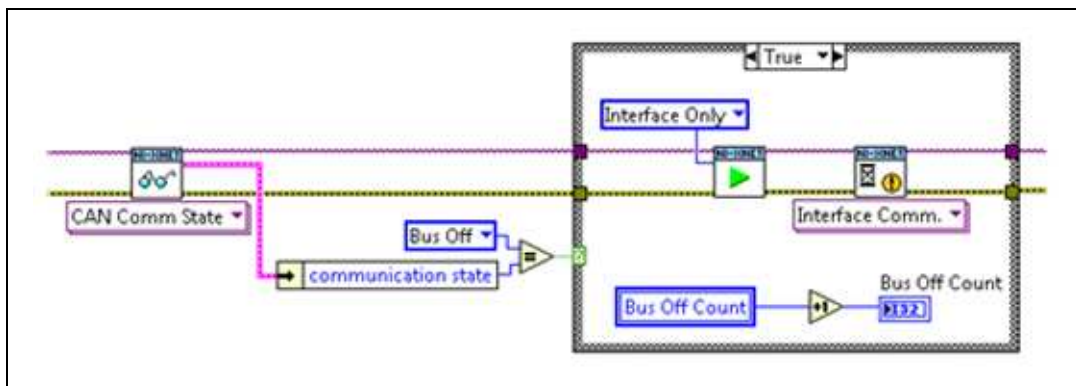 True
Interface Only
NI-XNET
NI-XNET
NI-XNET
CAN Comm State
Interface Comm.
Bus Off
=
communication state
Bus Off Count
Bus Off Count
+1
I32